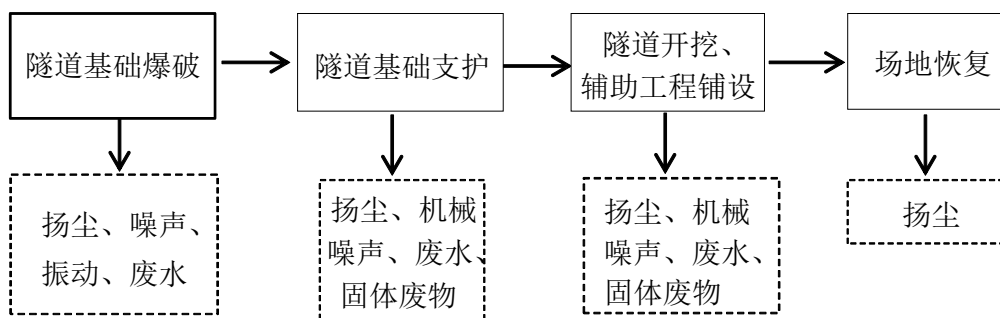 隧道基础爆破
隧道基础支护
隧道开挖、
辅助工程铺设
场地恢复
扬尘、噪声、
振动、废水
扬尘、机械
噪声、废水、
固体废物
扬尘、机械
噪声、废水、
固体废物
扬尘